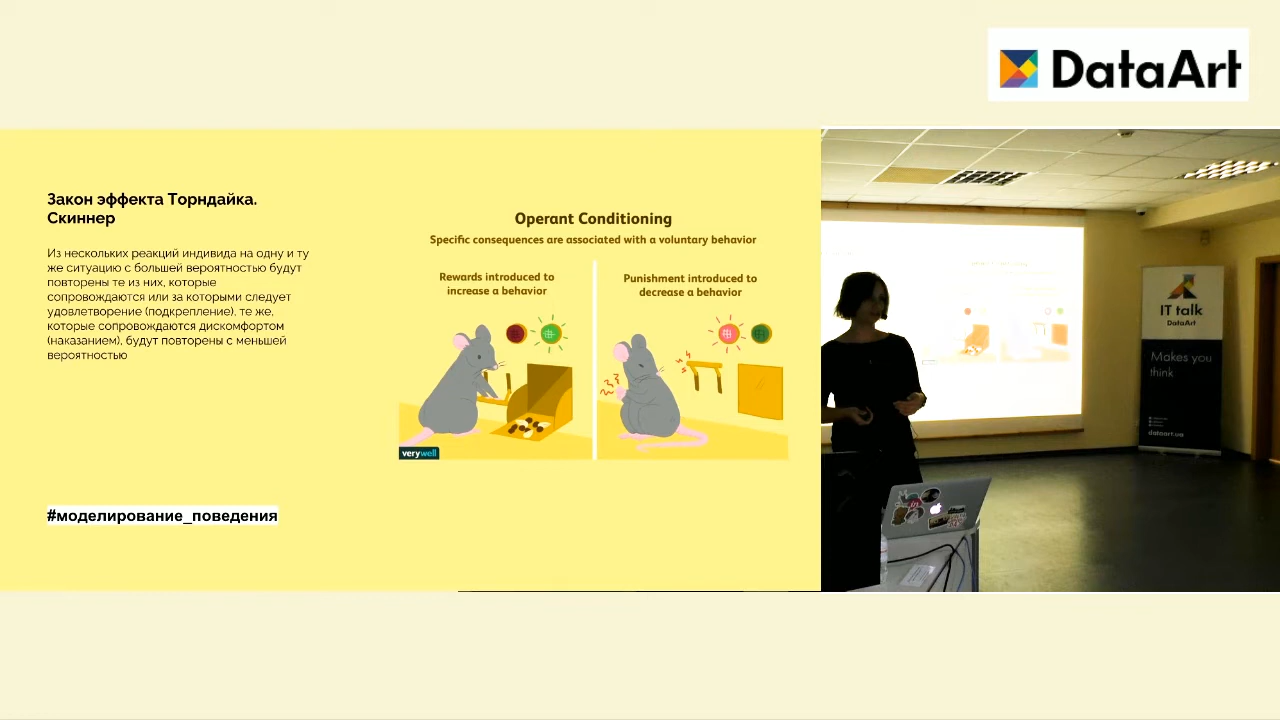 DataArt
Закон эффекта Торндайка.
Скиннер
Из нескольких реакций индивида на одну и ту
же ситуацию с большей вероятностью будут
повторены те из них, которые
сопровождаются или за которыми следует
удовлетворение (подкрепление), те же,
которые сопровождаются дискомфортом
(наказанием), будут повторены с меньшей
вероятностью
#моделирование_поведения
Operant Conditioning
Specific consequences are associated with a voluntary behavior
Rewards introduced to
increase a behavior
Punishment introduced to
decrease a behavior
verywell
IT talk
DataArt
Makes you
think
dataart.ua